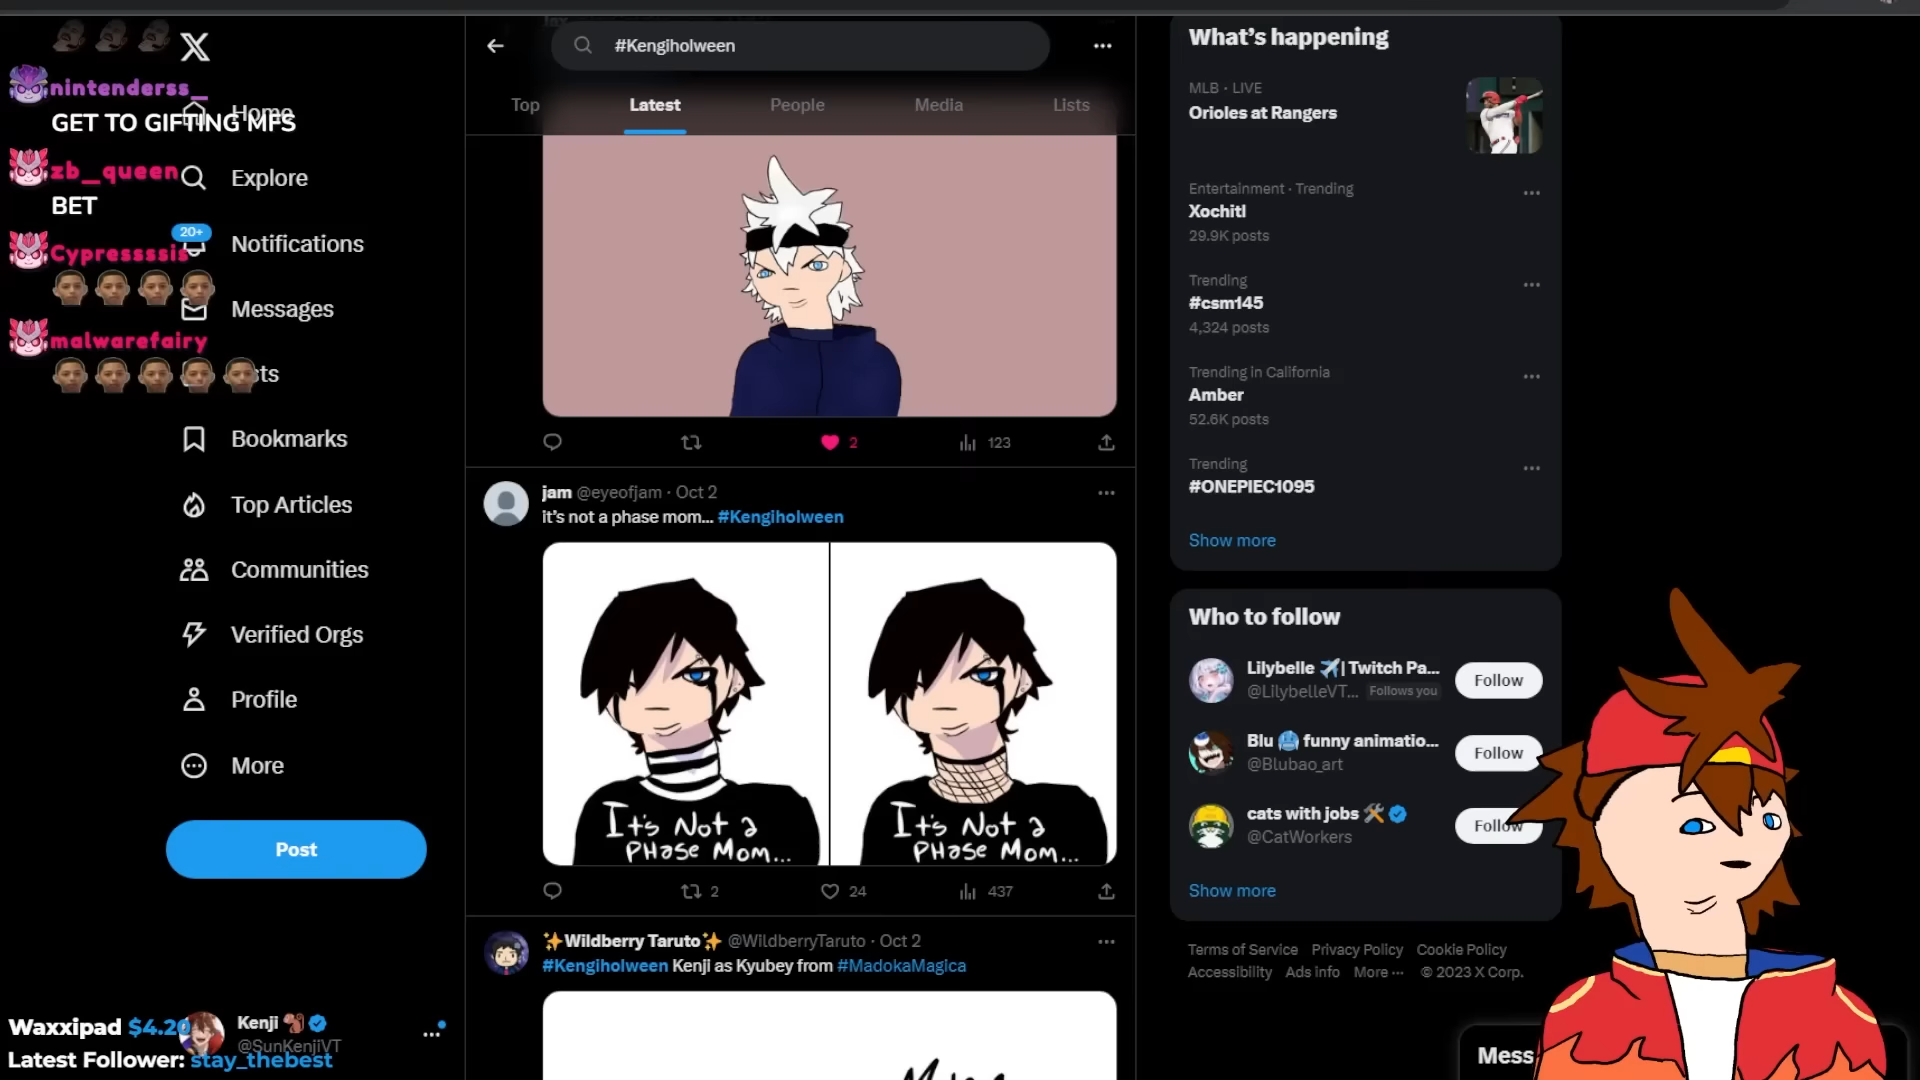 nintenderss_
GET TO GIFTING MFS
zb_queen
BET
Cypressssis
malwarefairy
Home
Explore
20+
Notifications
Messages
Bookmarks
Top Articles
Communities
Verified Orgs
Profile
More
Post
Waxxipad $4.20
Latest Follower: stay_thebest
Kenji
@SunKenjiVT
#Kengiholween
Top
Latest
People
Media
Lists
2
123
jam @eyeofjam · Oct 2
it's not a phase mom... #Kengiholween
It's Not a
PHase Mom...
It's Not a
PHase Mom...
2
24
437
✨Wildberry Taruto✨ @WildberryTaruto · Oct 2
#Kengiholween Kenji as Kyubey from #MadokaMagica
What's happening
MLB · LIVE
Orioles at Rangers
Entertainment · Trending
Xochitl
29.9K posts
Trending
#csm145
4,324 posts
Trending in California
Amber
52.6K posts
Trending
#ONEPIEC1095
Show more
Who to follow
Lilybelle ✈️| Twitch Pa...
@LilybelleVT... Follows you
Follow
Blu 🥶 funny animatio...
@Blubao_art
Follow
cats with jobs 🛠️
@CatWorkers
Follow
Show more
Terms of Service Privacy Policy Cookie Policy
Accessibility Ads info More ··· © 2023 X Corp.
Mess